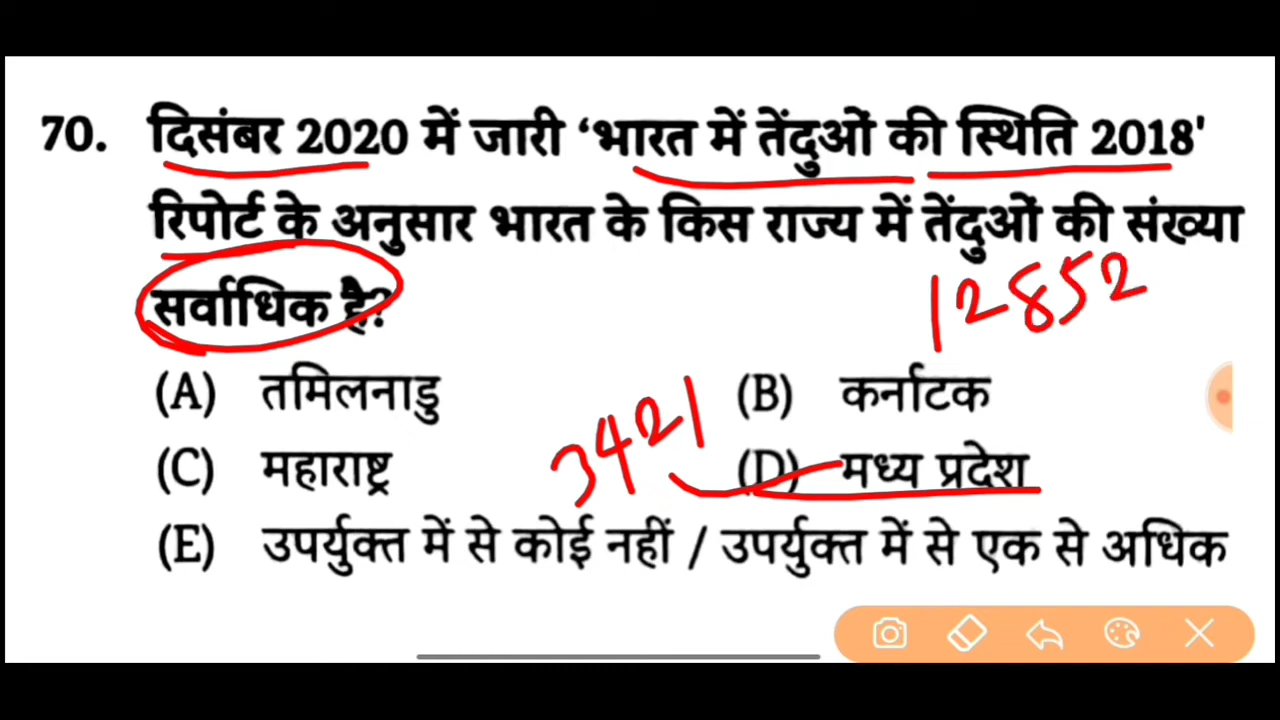 70. दिसंबर 2020 में जारी ‘भारत में तेंदुओं की स्थिति 2018'
रिपोर्ट के अनुसार भारत के किस राज्य में तेंदुओं की संख्या
सर्वाधिक है?
12852
(A) तमिलनाडु (B) कर्नाटक
3421
(C) महाराष्ट्र (D) मध्य प्रदेश
(E) उपर्युक्त में से कोई नहीं / उपर्युक्त में से एक से अधिक